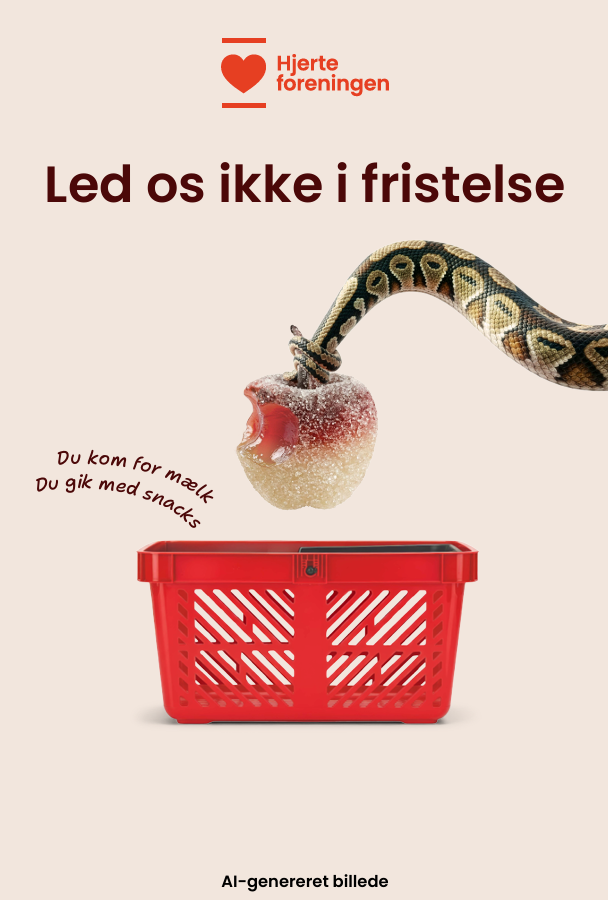 Hjerte
foreningen
Led os ikke i fristelse
Du kom for mælk
Du gik med snacks
AI-genereret billede